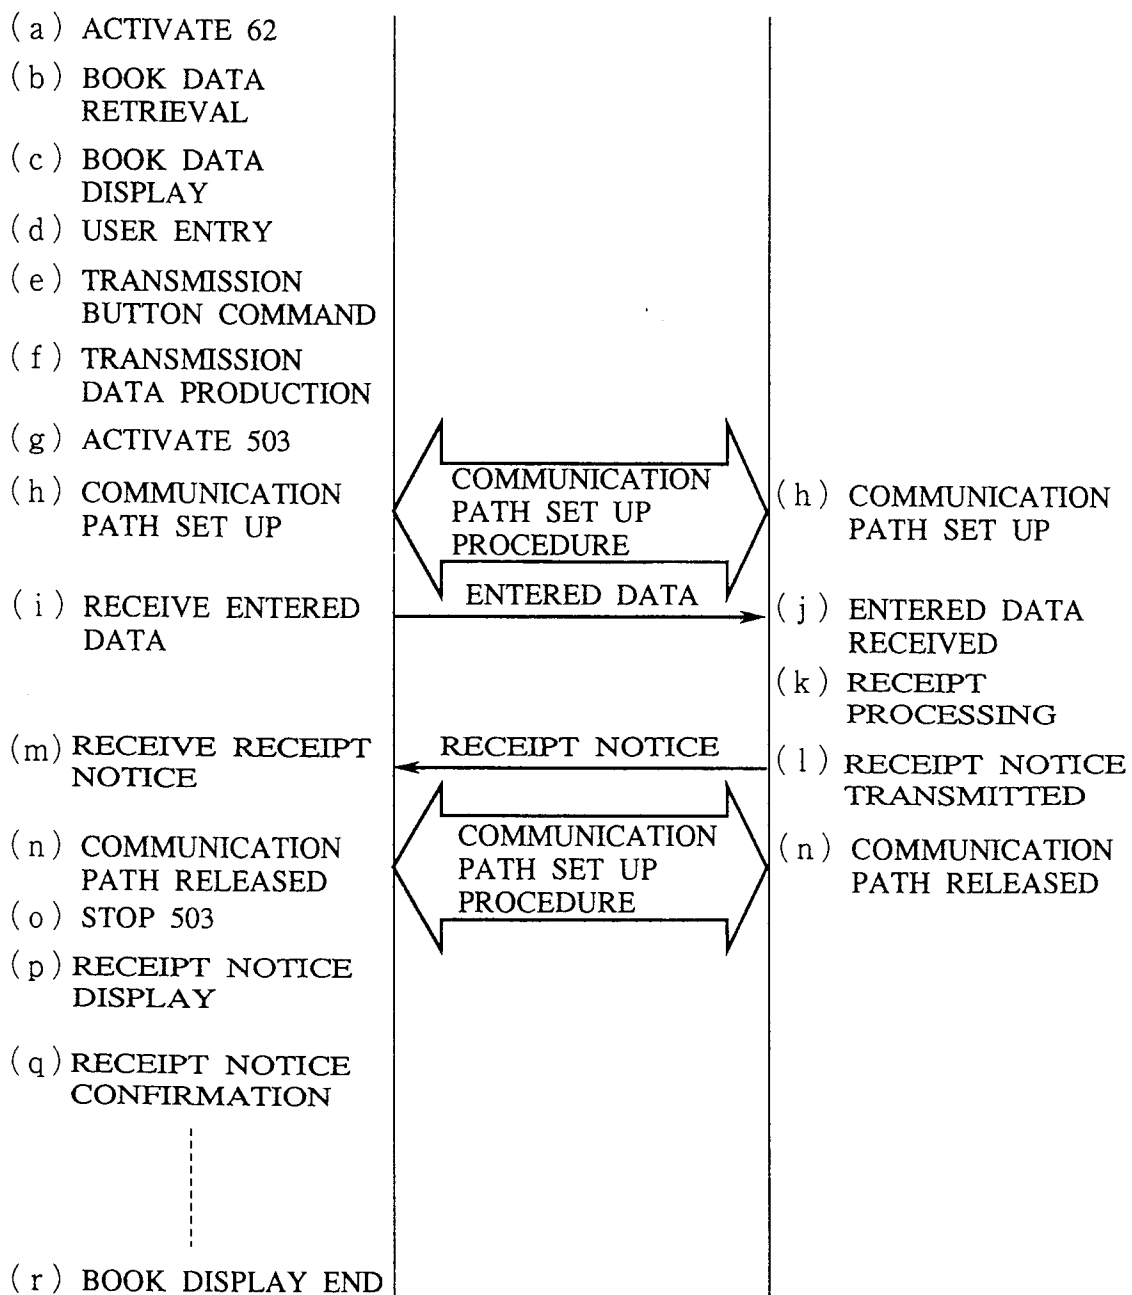 (a) ACTIVATE 62
(b) BOOK DATA
RETRIEVAL
(c) BOOK DATA
DISPLAY
(d) USER ENTRY
(e) TRANSMISSION
BUTTON COMMAND
(f) TRANSMISSION
DATA PRODUCTION
(g) ACTIVATE 503
(h) COMMUNICATION
PATH SET UP
COMMUNICATION
PATH SET UP
PROCEDURE
(h) COMMUNICATION
PATH SET UP
(i) RECEIVE ENTERED
DATA
ENTERED DATA
(j) ENTERED DATA
RECEIVED
(k) RECEIPT
PROCESSING
(m) RECEIVE RECEIPT
NOTICE
RECEIPT NOTICE
(l) RECEIPT NOTICE
TRANSMITTED
(n) COMMUNICATION
PATH RELEASED
COMMUNICATION
PATH SET UP
PROCEDURE
(n) COMMUNICATION
PATH RELEASED
(o) STOP 503
(p) RECEIPT NOTICE
DISPLAY
(q) RECEIPT NOTICE
CONFIRMATION
(r) BOOK DISPLAY END